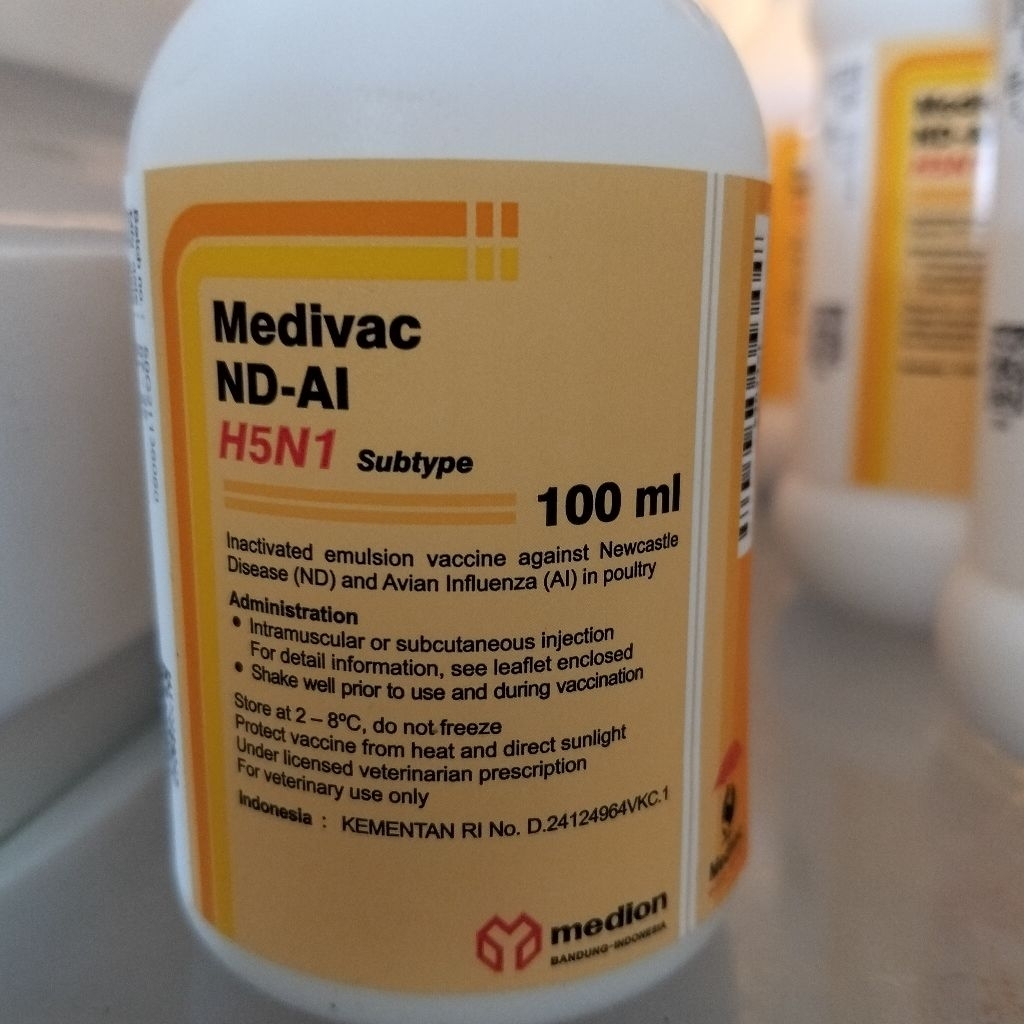 Medivac
ND-AI
H5N1 Subtype
100 ml
Inactivated emulsion vaccine against Newcastle
Disease (ND) and Avian Influenza (AI) in poultry
Administration
• Intramuscular or subcutaneous injection
For detail information, see leaflet enclosed
• Shake well prior to use and during vaccination
Store at 2 – 8ºC, do not freeze
Protect vaccine from heat and direct sunlight
Under licensed veterinarian prescription
For veterinary use only
Indonesia : KEMENTAN RI No. D.24124964VKC.1
medion
BANDUNG-INDONESIA